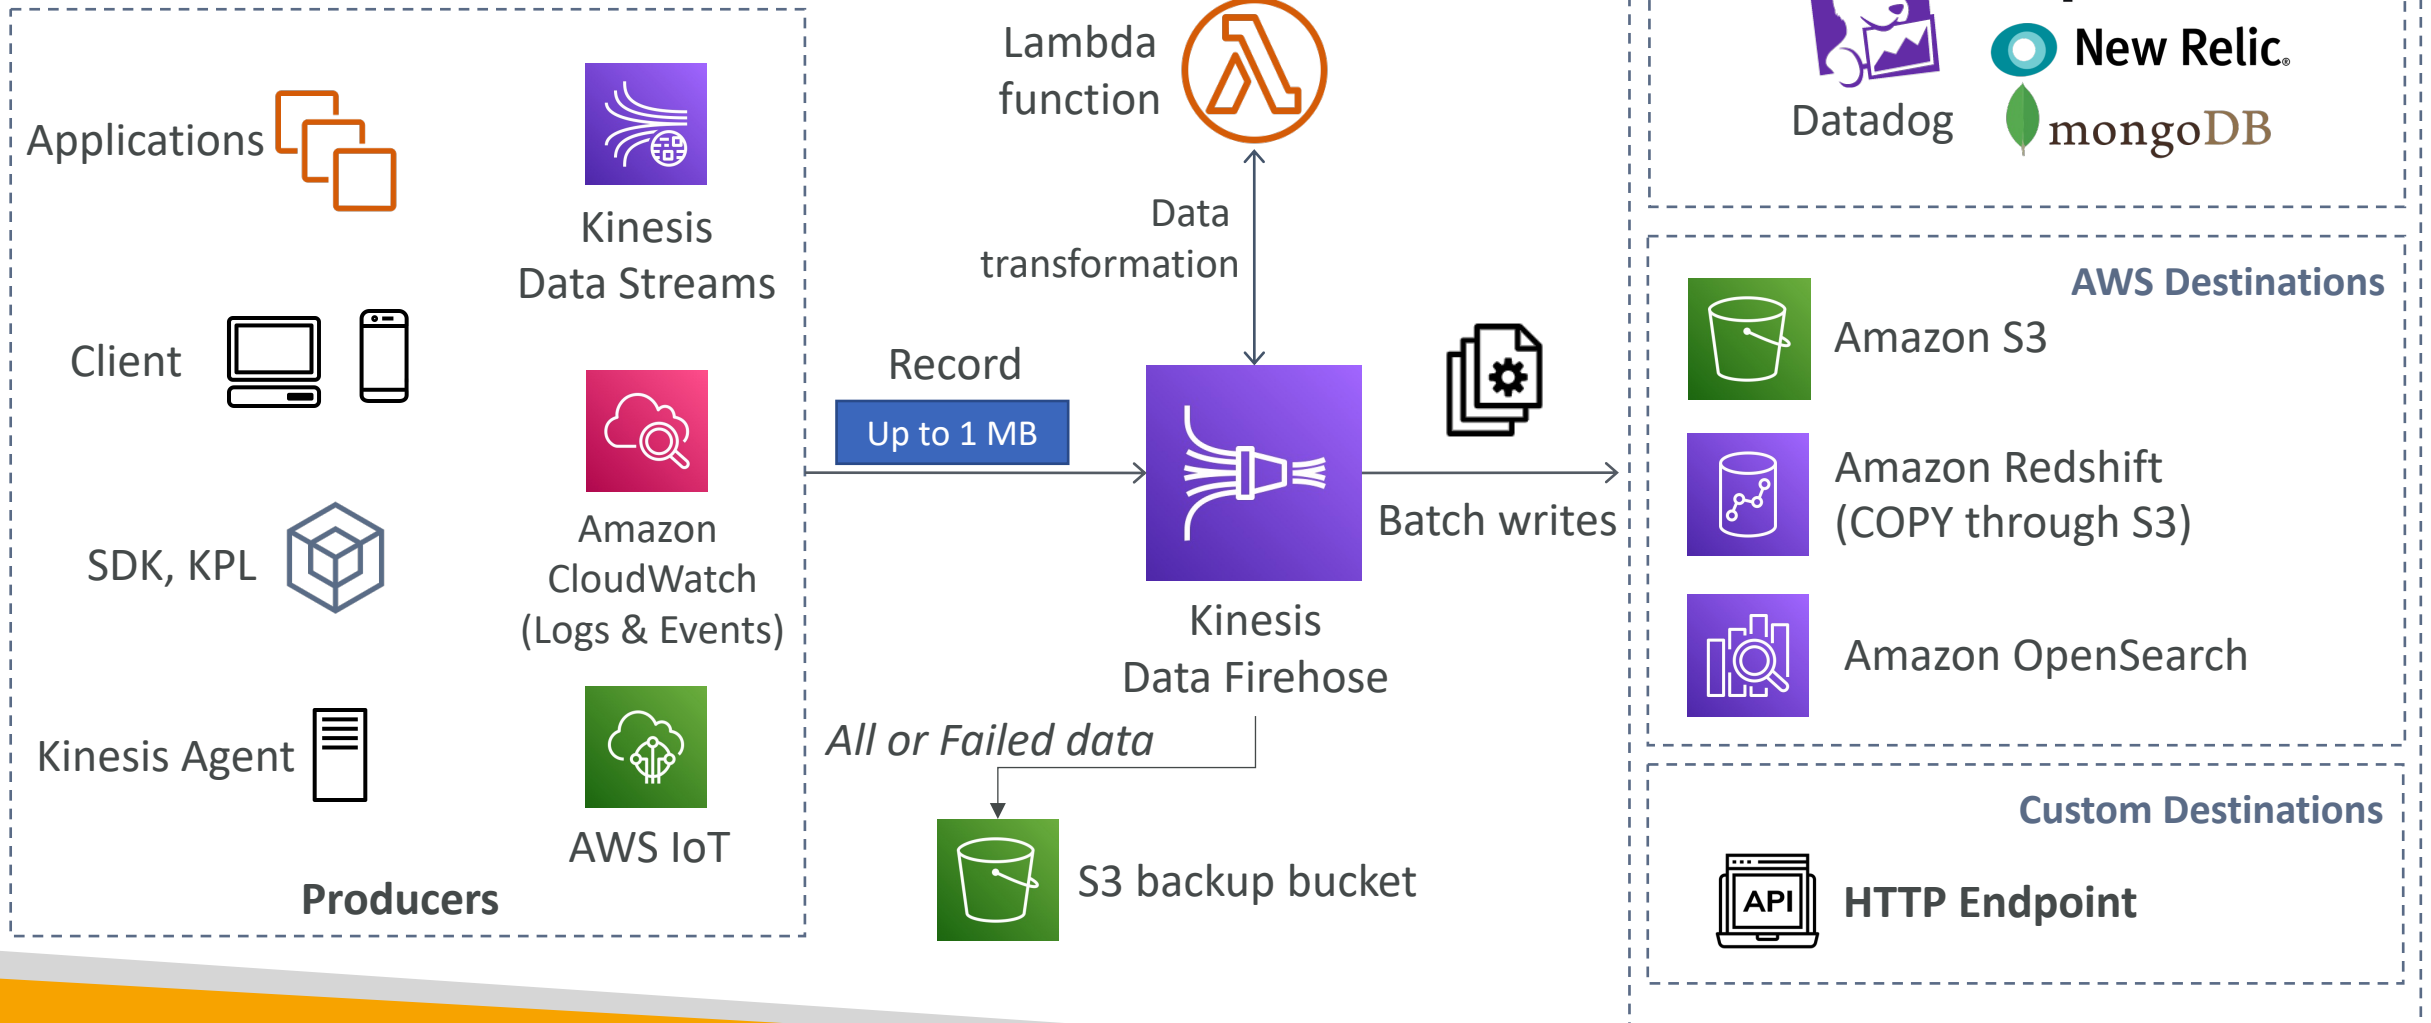 Applications
Kinesis
Data Streams
Client
SDK, KPL
Amazon
CloudWatch
(Logs & Events)
Kinesis Agent
AWS IoT
Producers
Lambda
function
Data
transformation
Record
Up to 1 MB
Kinesis
Data Firehose
Batch writes
All or Failed data
S3 backup bucket
Datadog
New Relic®
mongoDB
AWS Destinations
Amazon S3
Amazon Redshift
(COPY through S3)
Amazon OpenSearch
Custom Destinations
API
HTTP Endpoint